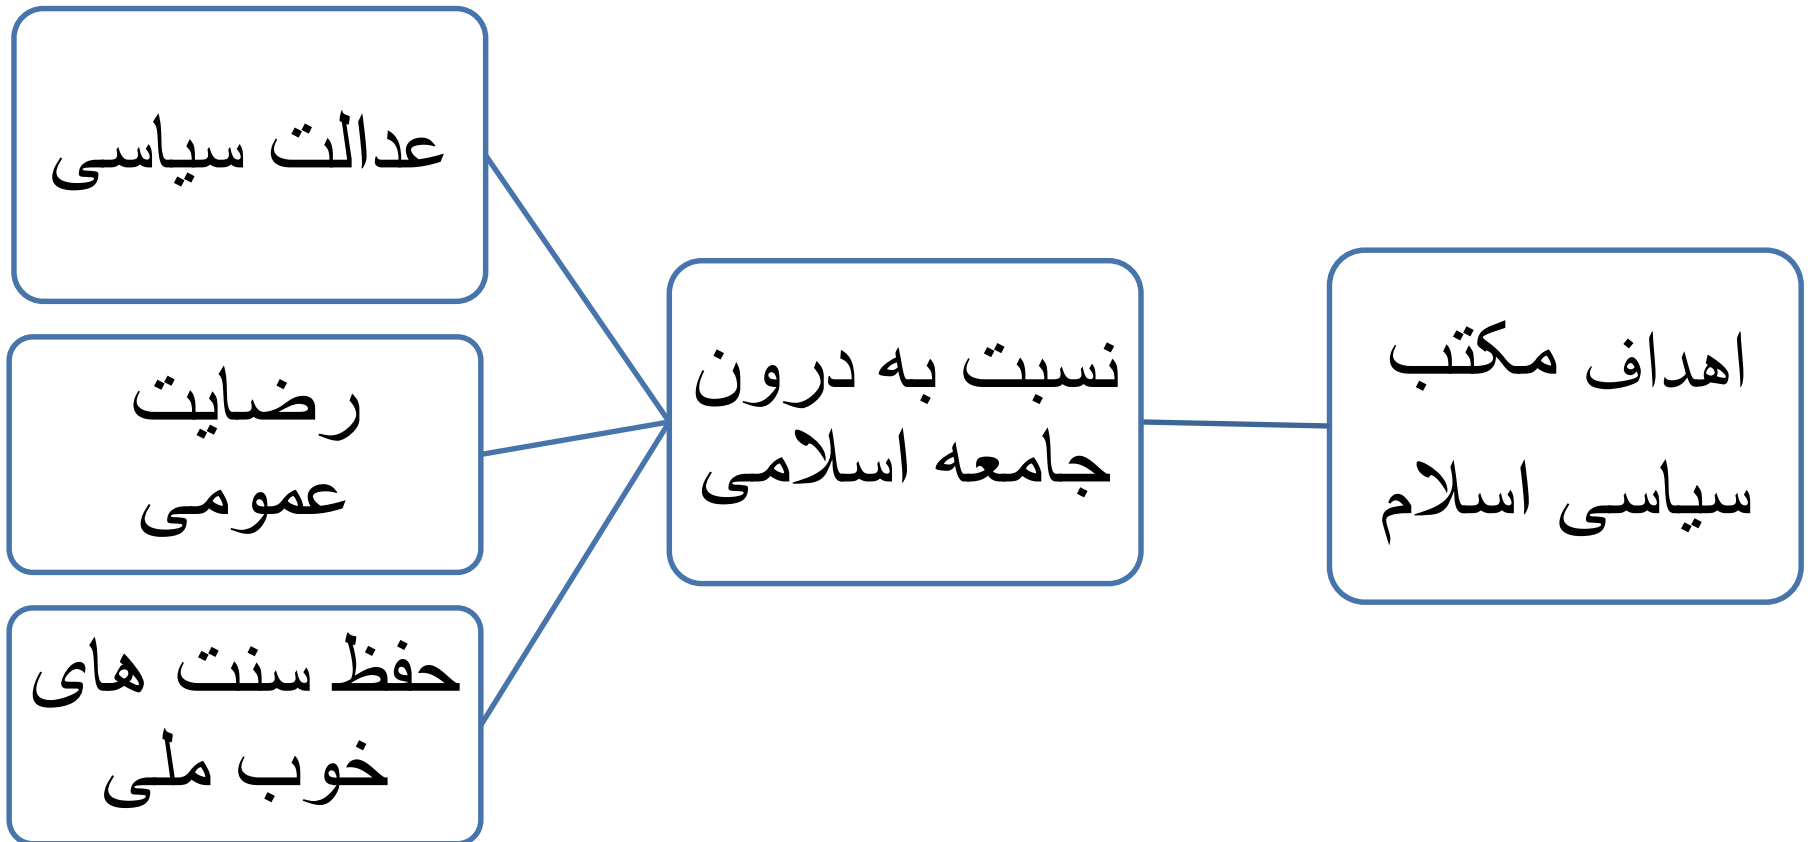 اهداف مکتب
سیاسی اسلام
نسبت به درون
جامعه اسلامی
عدالت سیاسی
رضایت
عمومی
حفظ سنت های
خوب ملی